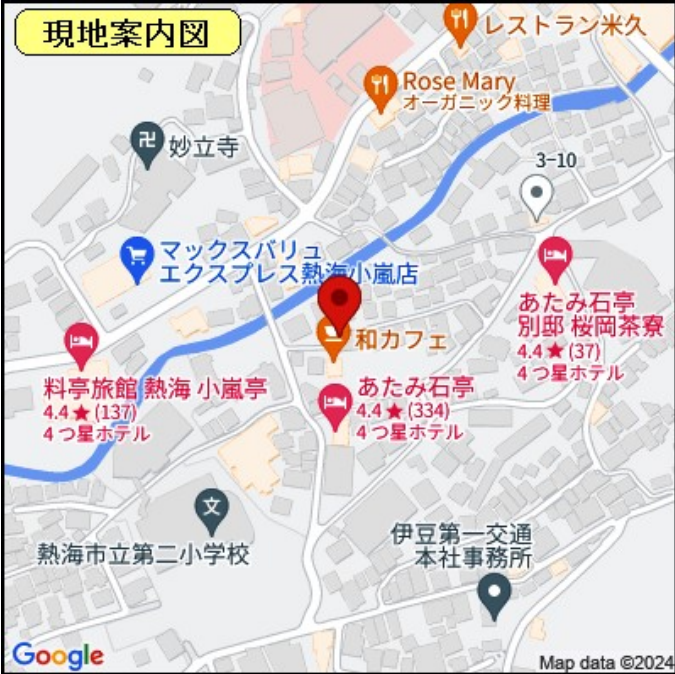 現地案内図
レストラン米久
Rose Mary
オーガニック料理
妙立寺
3-10
マックスバリュ
エクスプレス熱海小嵐店
あたみ石亭
別邸 桜岡茶寮
4.4★(37)
4つ星ホテル
和カフェ
料亭旅館 熱海 小嵐亭
4.4★(137)
4つ星ホテル
あたみ石亭
4.4★(334)
4つ星ホテル
文
熱海市立第二小学校
伊豆第一交通
本社事務所
Google
Map data ©2024